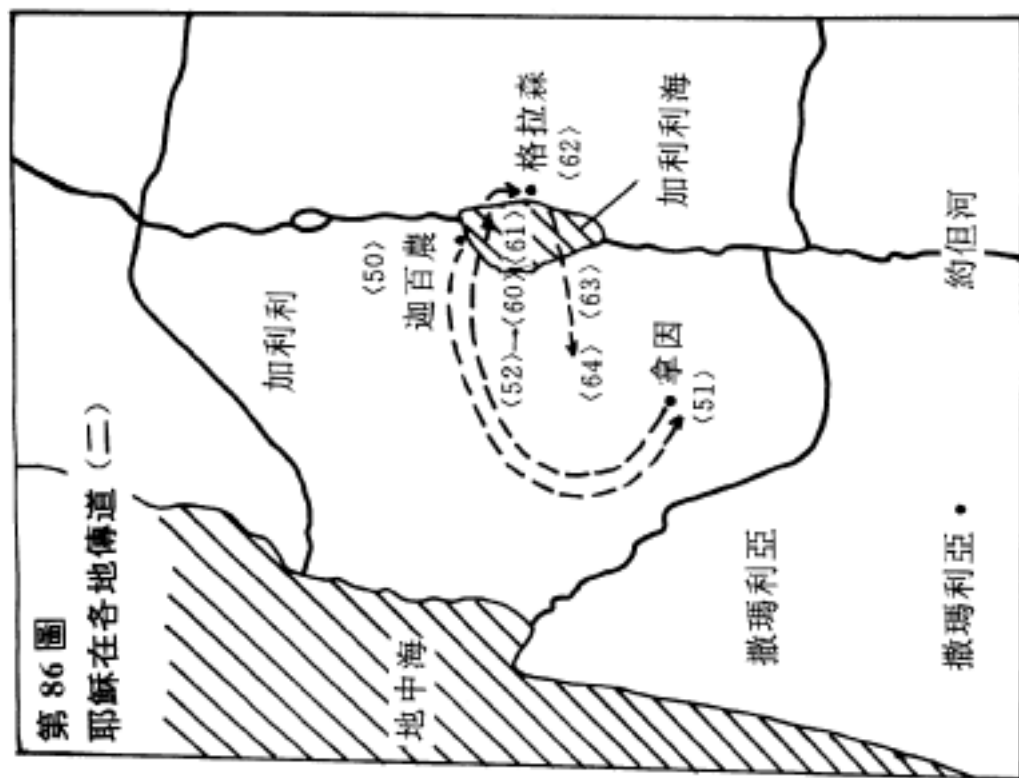 第 86 圖
耶穌在各地傳道（二）
加利利
〈50〉
迦百農
〈52〉→〈60〉
〈61〉
格拉森
〈62〉
加利利海
〈63〉
〈64〉
拿因
〈51〉
地中海
撒瑪利亞
撒瑪利亞
約但河